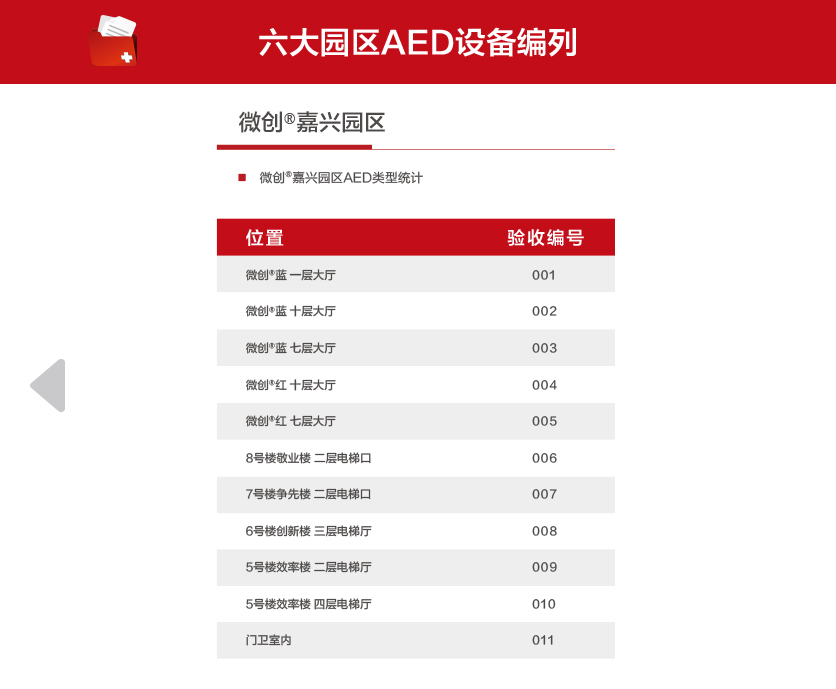 六大园区AED设备编列
微创®嘉兴园区
微创®嘉兴园区AED类型统计
位置 验收编号
微创®蓝 一层大厅 001
微创®蓝 十层大厅 002
微创®蓝 七层大厅 003
微创®红 十层大厅 004
微创®红 七层大厅 005
8号楼敬业楼 二层电梯口 006
7号楼争先楼 二层电梯口 007
6号楼创新楼 三层电梯厅 008
5号楼效率楼 二层电梯厅 009
5号楼效率楼 四层电梯厅 010
门卫室内 011